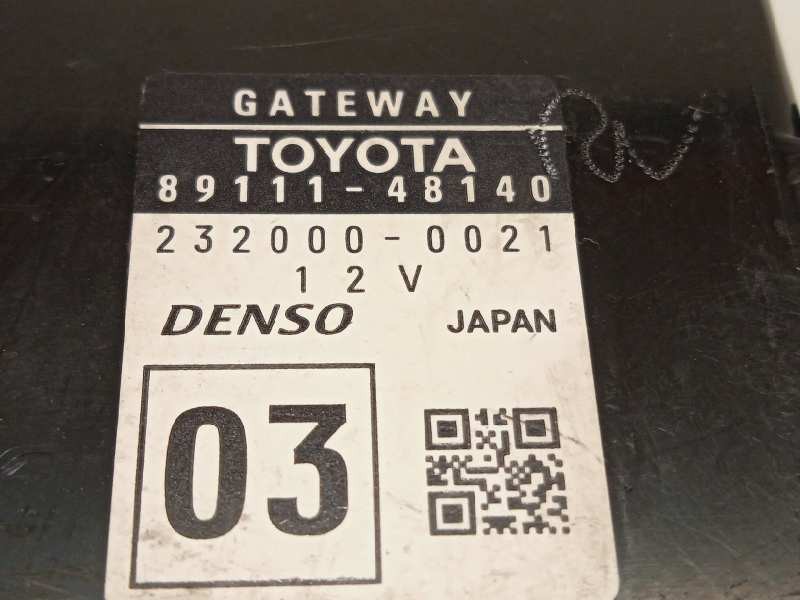 GATEWAY
TOYOTA
89111-48140
232000-0021
12V
DENSO JAPAN
03